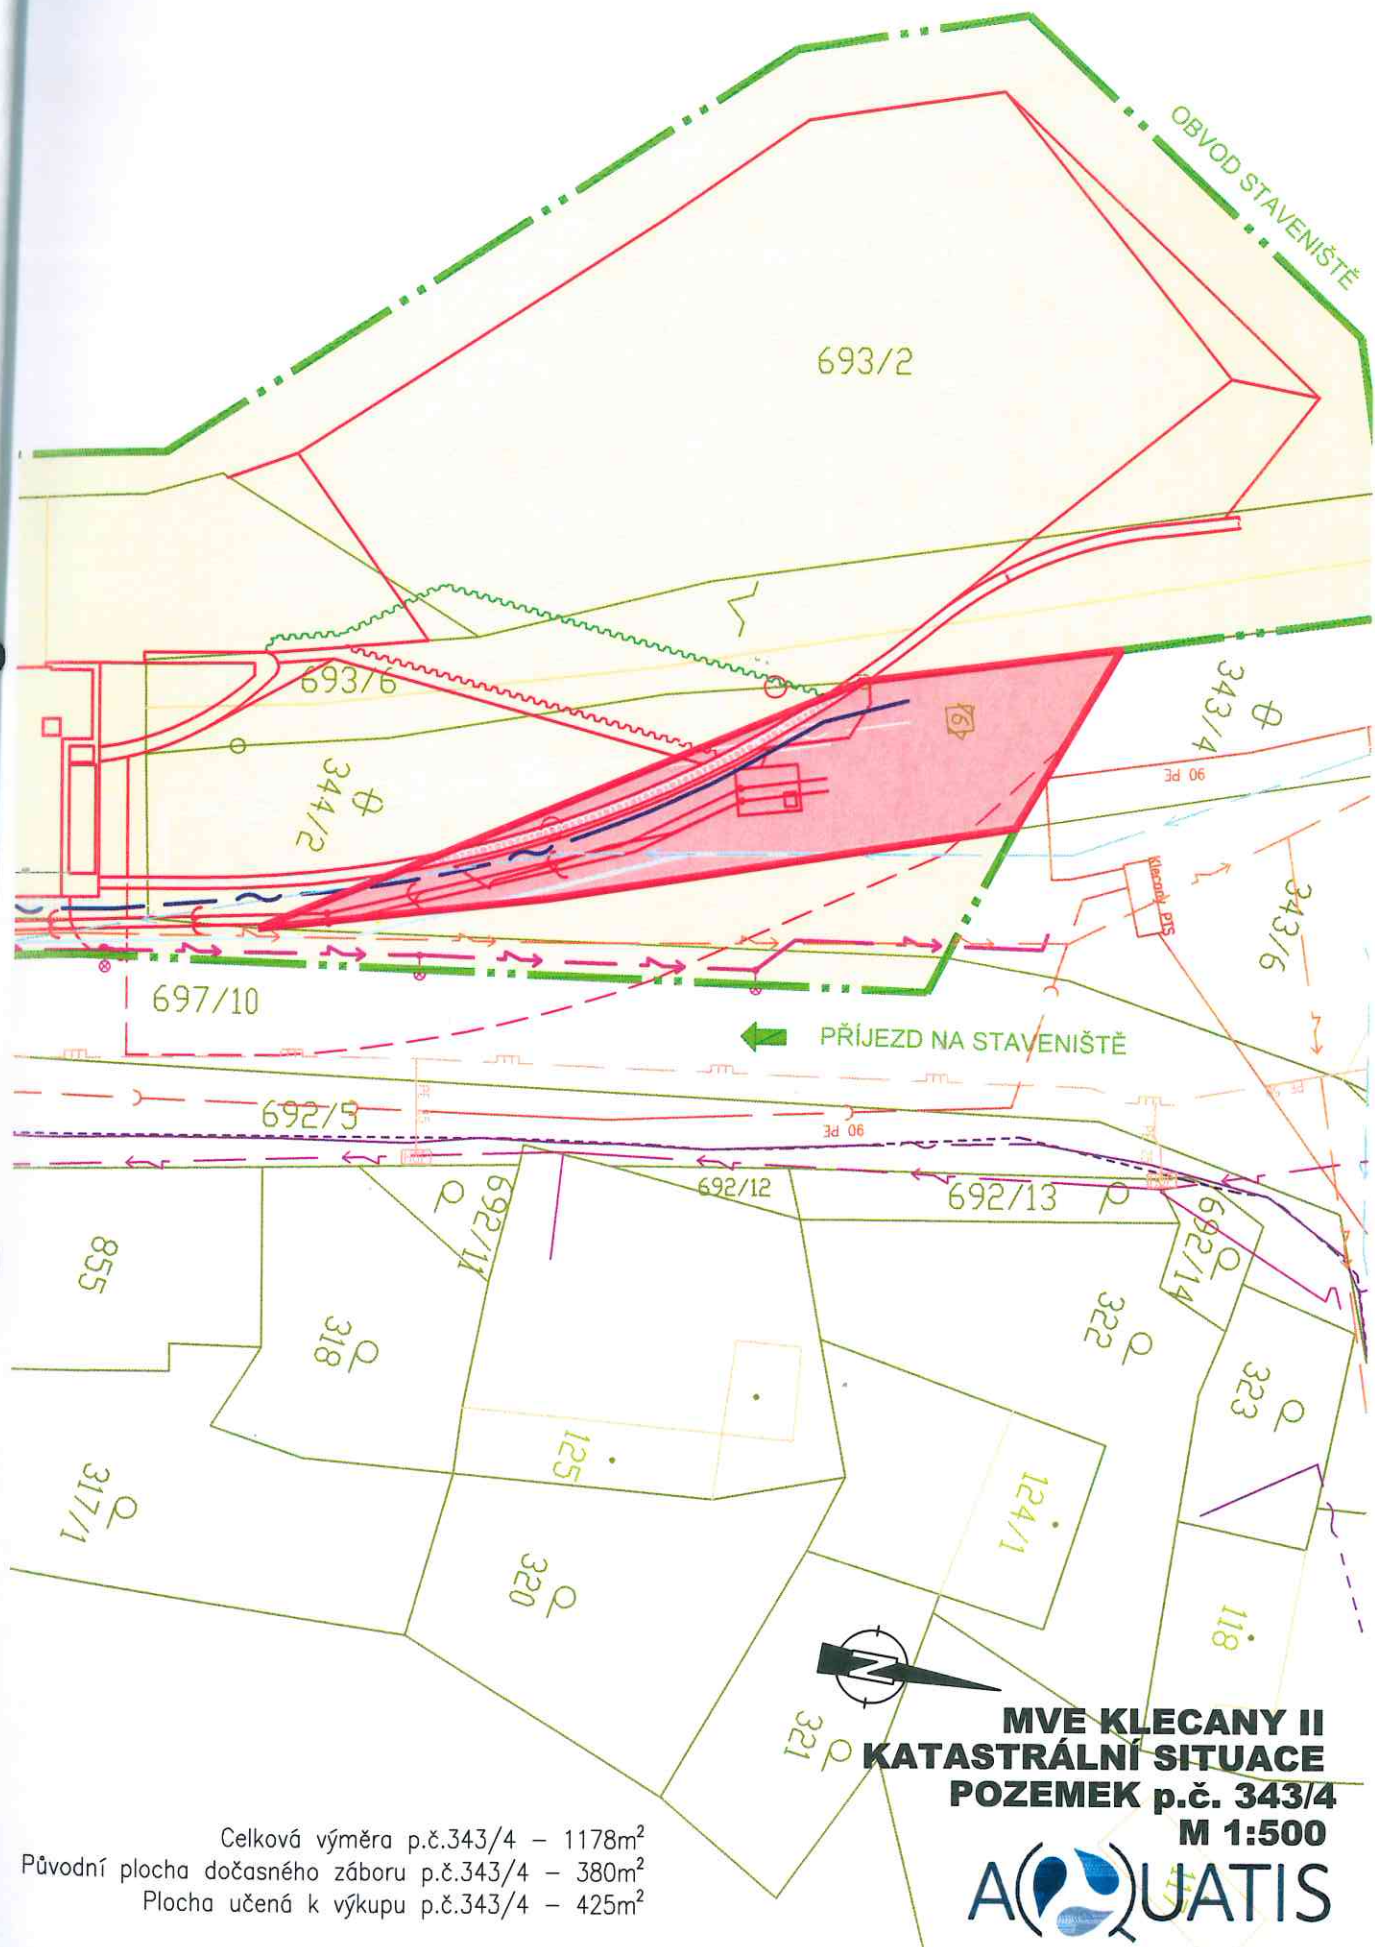 OBVOD STAVENIŠTĚ
693/2
693/6
343/4
344/2
90 PE
Klecany PTS
343/6
697/10
PŘÍJEZD NA STAVENIŠTĚ
692/5
90 PE
692/11
692/12
692/13
692/14
855
318
322
323
125
124/1
317/1
320
118
321
N
MVE KLECANY II
KATASTRÁLNÍ SITUACE
POZEMEK p.č. 343/4
M 1:500
Celková výměra p.č.343/4 – 1178m²
Původní plocha dočasného záboru p.č.343/4 – 380m²
Plocha učená k výkupu p.č.343/4 – 425m²
AQUATIS